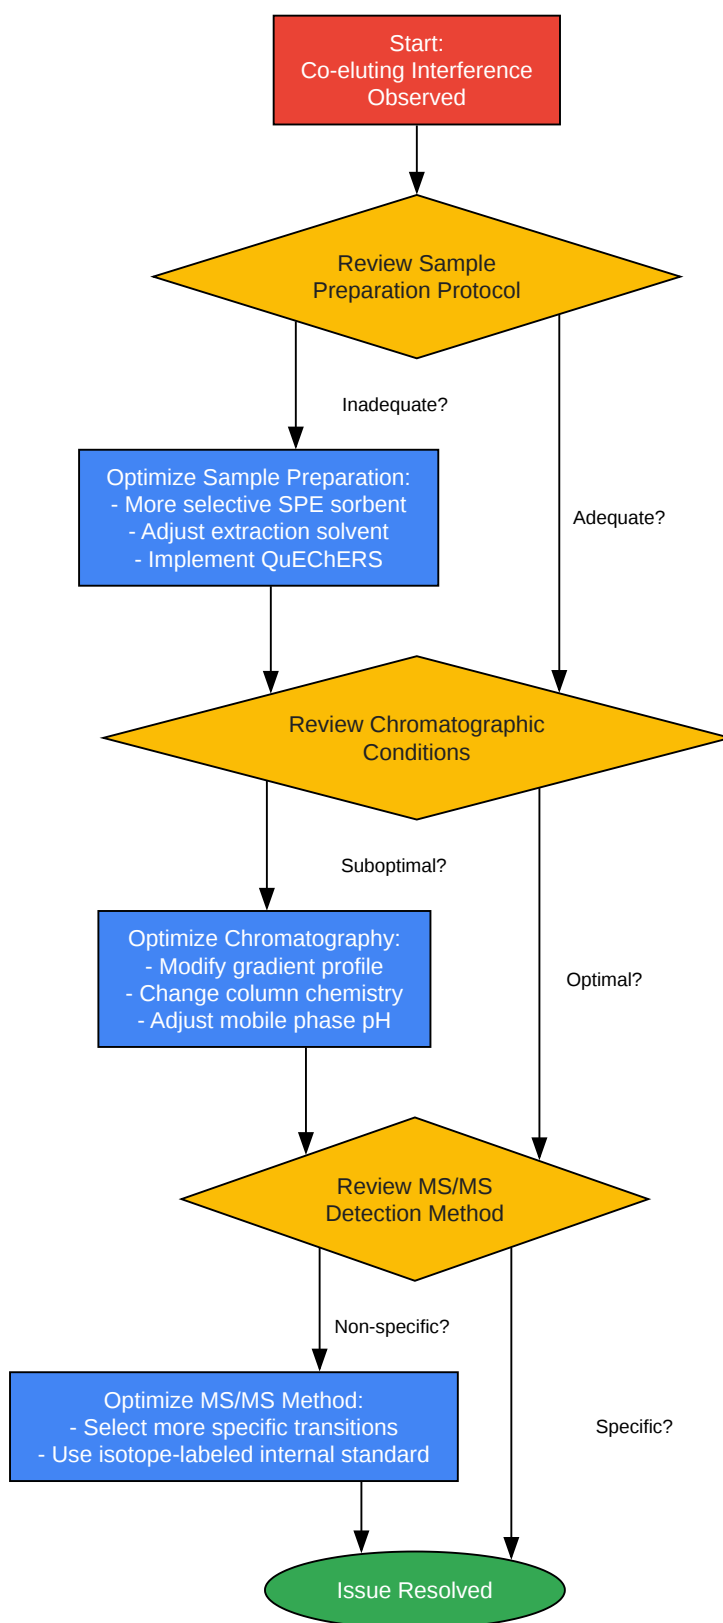 Start:
Co-eluting Interference
Observed
Review Sample
Preparation Protocol
Inadequate?
Optimize Sample Preparation:
- More selective SPE sorbent
- Adjust extraction solvent
- Implement QuEChERS
Adequate?
Review Chromatographic
Conditions
Suboptimal?
Optimize Chromatography:
- Modify gradient profile
- Change column chemistry
- Adjust mobile phase pH
Optimal?
Review MS/MS
Detection Method
Non-specific?
Optimize MS/MS Method:
- Select more specific transitions
- Use isotope-labeled internal standard
Specific?
Issue Resolved